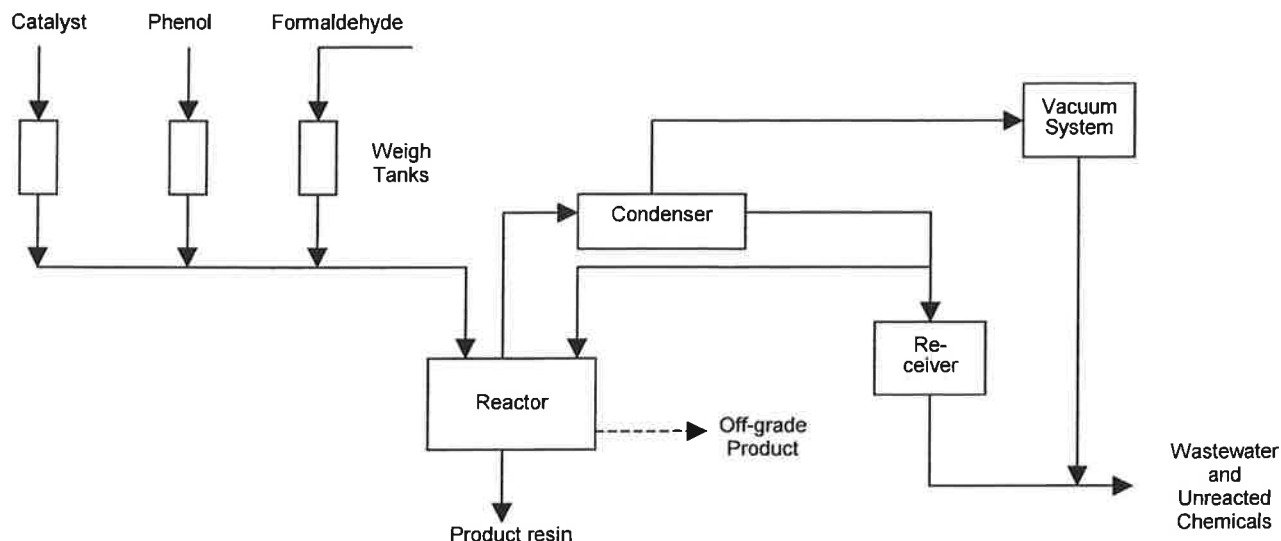 Catalyst
Phenol
Formaldehyde
Vacuum
System
Weigh
Tanks
Condenser
Re-
ceiver
Reactor
Off-grade
Product
Wastewater
and
Unreacted
Chemicals
Product resin